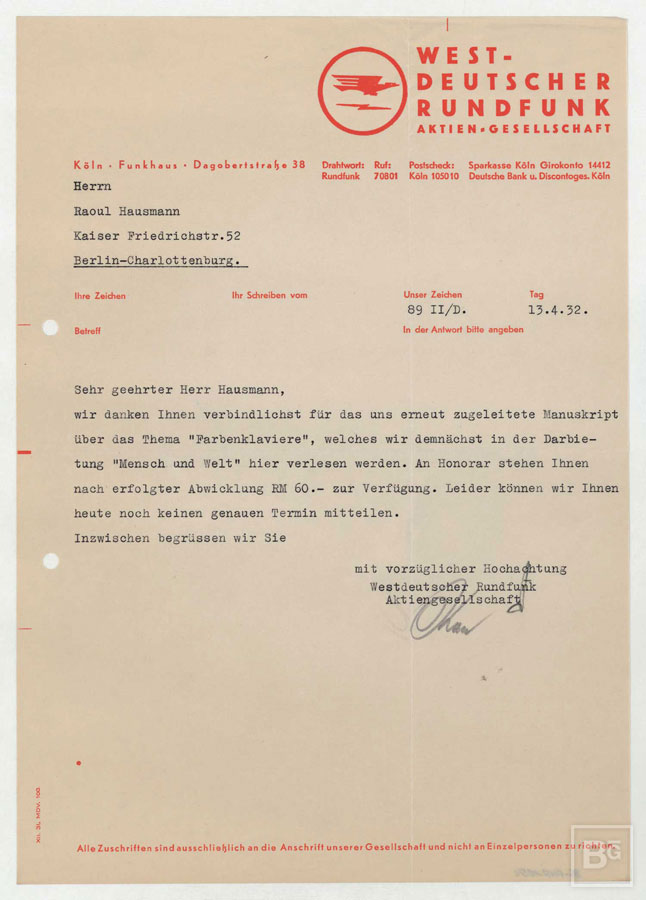 WEST-
DEUTSCHER
RUNDFUNK
AKTIEN-GESELLSCHAFT
Köln · Funkhaus · Dagobertstraße 38
Drahtwort: Ruf: Postscheck: Sparkasse Köln Girokonto 14412
Rundfunk 70801 Köln 105010 Deutsche Bank u. Discontoges. Köln
Herrn
Raoul Hausmann
Kaiser Friedrichstr.52
Berlin-Charlottenburg.
Ihre Zeichen Ihr Schreiben vom Unser Zeichen Tag
89 II/D. 13.4.32.
Betreff In der Antwort bitte angeben
Sehr geehrter Herr Hausmann,
wir danken Ihnen verbindlichst für das uns erneut zugeleitete Manuskript
über das Thema "Farbenklaviere", welches wir demnächst in der Darbie-
tung "Mensch und Welt" hier verlesen werden. An Honorar stehen Ihnen
nach erfolgter Abwicklung RM 60.- zur Verfügung. Leider können wir Ihnen
heute noch keinen genauen Termin mitteilen.
Inzwischen begrüssen wir Sie
mit vorzüglicher Hochachtung
Westdeutscher Rundfunk
Aktiengesellschaft
XII. 31. MDV. 100.
Alle Zuschriften sind ausschließlich an die Anschrift unserer Gesellschaft und nicht an Einzelpersonen zu richten.
BG